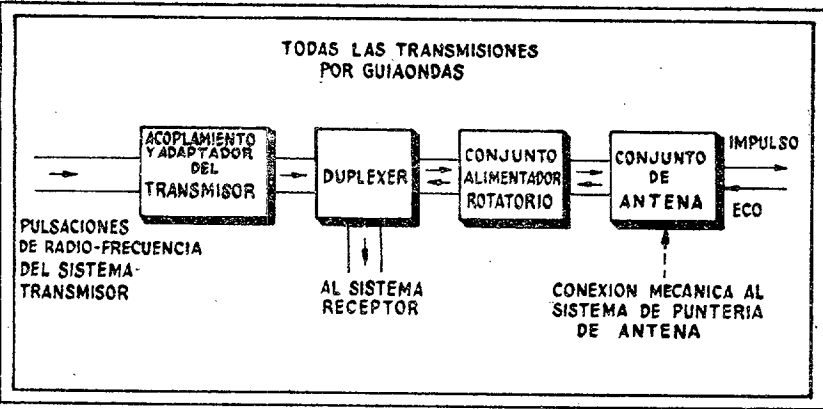 TODAS LAS TRANSMISIONES
POR GUIAONDAS
ACOPLAMIENTO
Y ADAPTADOR
DEL
TRANSMISOR
DUPLEXER
CONJUNTO
ALIMENTADOR
ROTATORIO
CONJUNTO
DE
ANTENA
IMPULSO
ECO
PULSACIONES
DE RADIO-FRECUENCIA
DEL SISTEMA-
TRANSMISOR
AL SISTEMA
RECEPTOR
CONEXION MECANICA AL
SISTEMA DE PUNTERIA
DE ANTENA